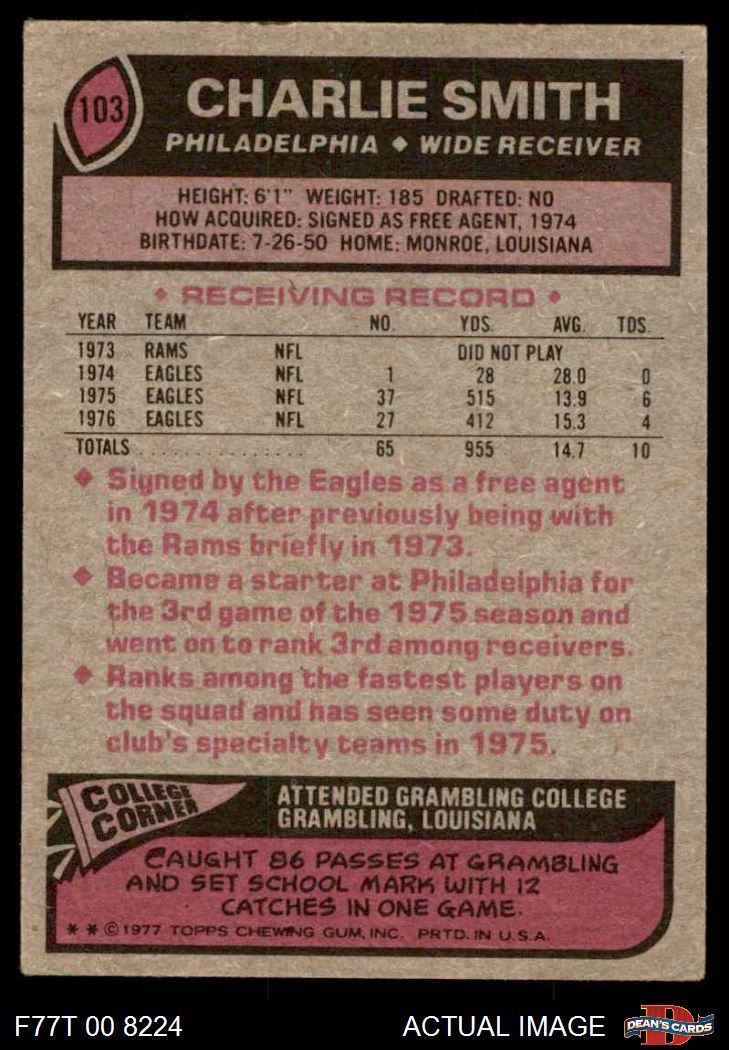 103
CHARLIE SMITH
PHILADELPHIA ◆ WIDE RECEIVER
HEIGHT: 6'1" WEIGHT: 185 DRAFTED: NO
HOW ACQUIRED: SIGNED AS FREE AGENT, 1974
BIRTHDATE: 7-26-50 HOME: MONROE, LOUISIANA
◆ RECEIVING RECORD ◆
YEAR TEAM NO. YDS. AVG. TDS.
1973 RAMS NFL DID NOT PLAY
1974 EAGLES NFL 1 28 28.0 0
1975 EAGLES NFL 37 515 13.9 6
1976 EAGLES NFL 27 412 15.3 4
TOTALS . . . . . . . . . . . . . . 65 955 14.7 10
◆ Signed by the Eagles as a free agent
in 1974 after previously being with
the Rams briefly in 1973.
◆ Became a starter at Philadelphia for
the 3rd game of the 1975 season and
went on to rank 3rd among receivers.
◆ Ranks among the fastest players on
the squad and has seen some duty on
club's specialty teams in 1975.
COLLEGE
CORNER
ATTENDED GRAMBLING COLLEGE
GRAMBLING, LOUISIANA
CAUGHT 86 PASSES AT GRAMBLING
AND SET SCHOOL MARK WITH 12
CATCHES IN ONE GAME.
* * © 1977 TOPPS CHEWING GUM, INC. PRTD. IN U.S.A.
F77T 00 8224 ACTUAL IMAGE
D
DEAN'S CARDS